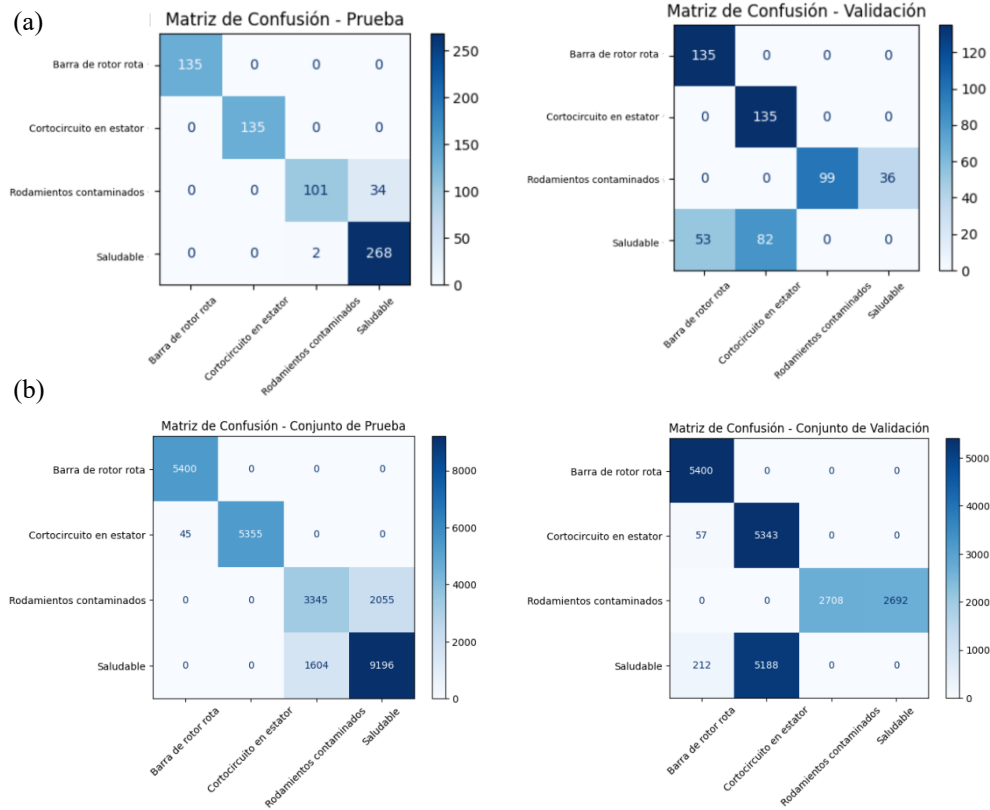 (a)
Matriz de Confusión - Prueba
Barra de rotor rota
135 0 0 0
Cortocircuito en estator
0 135 0 0
Rodamientos contaminados
0 0 101 34
Saludable
0 0 2 268
Barra de rotor rota
Cortocircuito en estator
Rodamientos contaminados
Saludable
250
200
150
100
50
0
Matriz de Confusión - Validación
Barra de rotor rota
135 0 0 0
Cortocircuito en estator
0 135 0 0
Rodamientos contaminados
0 0 99 36
Saludable
53 82 0 0
Barra de rotor rota
Cortocircuito en estator
Rodamientos contaminados
Saludable
120
100
80
60
40
20
0
(b)
Matriz de Confusión - Conjunto de Prueba
Barra de rotor rota
5400 0 0 0
Cortocircuito en estator
45 5355 0 0
Rodamientos contaminados
0 0 3345 2055
Saludable
0 0 1604 9196
Barra de rotor rota
Cortocircuito en estator
Rodamientos contaminados
Saludable
8000
6000
4000
2000
0
Matriz de Confusión - Conjunto de Validación
Barra de rotor rota
5400 0 0 0
Cortocircuito en estator
57 5343 0 0
Rodamientos contaminados
0 0 2708 2692
Saludable
212 5188 0 0
Barra de rotor rota
Cortocircuito en estator
Rodamientos contaminados
Saludable
5000
4000
3000
2000
1000
0